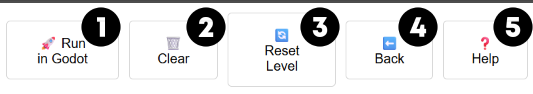 1
Run
in Godot
2
Clear
3
Reset
Level
4
Back
5
Help